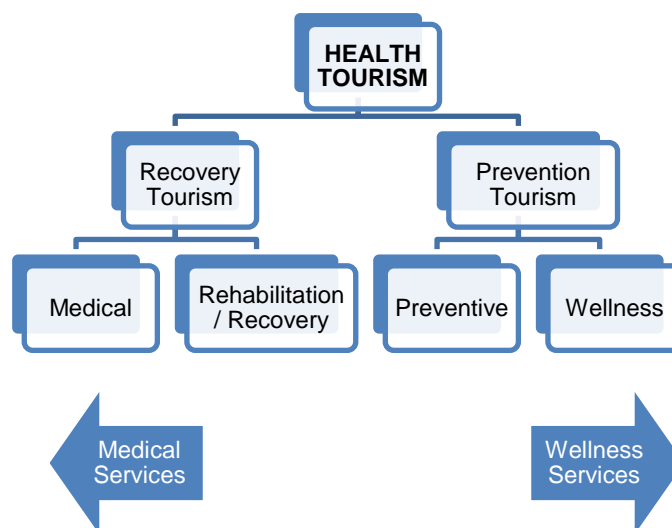 HEALTH
TOURISM
Recovery
Tourism
Prevention
Tourism
Medical
Rehabilitation
/ Recovery
Preventive
Wellness
Medical
Services
Wellness
Services